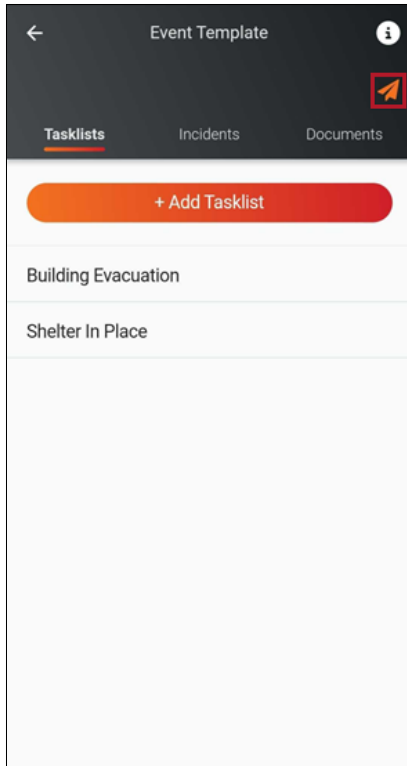 Event Template
Tasklists Incidents Documents
+ Add Tasklist
Building Evacuation
Shelter In Place